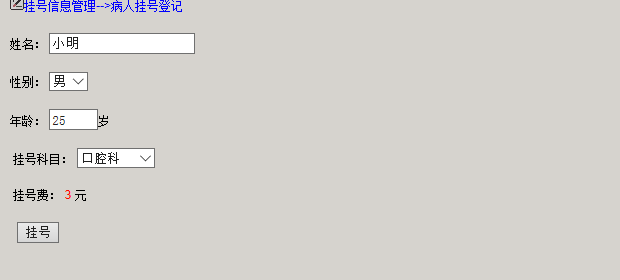 挂号信息管理-->病人挂号登记
姓名： 小明
性别： 男
年龄： 25 岁
挂号科目： 口腔科
挂号费： 3 元
挂号